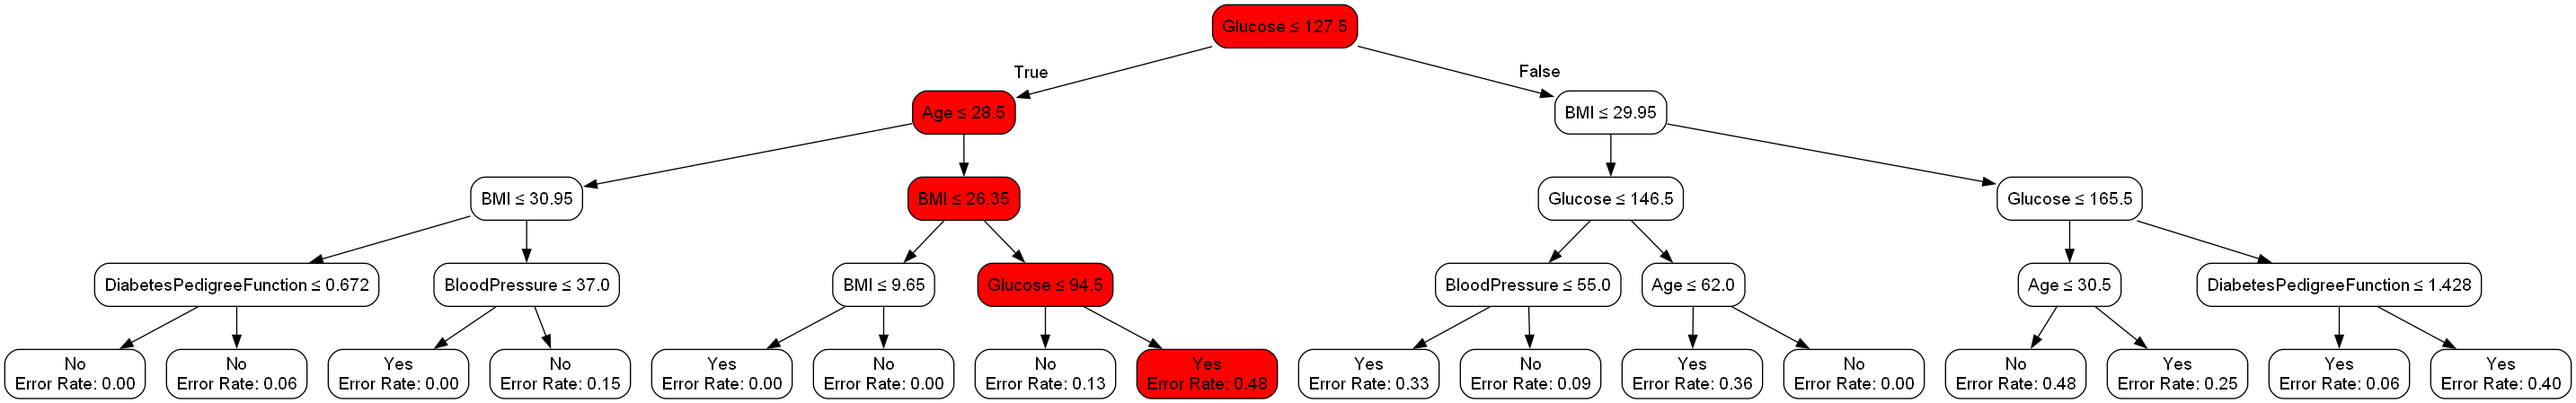 Glucose ≤ 127.5
True
False
Age ≤ 28.5
BMI ≤ 29.95
BMI ≤ 30.95
BMI ≤ 26.35
Glucose ≤ 146.5
Glucose ≤ 165.5
DiabetesPedigreeFunction ≤ 0.672
BloodPressure ≤ 37.0
BMI ≤ 9.65
Glucose ≤ 94.5
BloodPressure ≤ 55.0
Age ≤ 62.0
Age ≤ 30.5
DiabetesPedigreeFunction ≤ 1.428
No
Error Rate: 0.00
No
Error Rate: 0.06
Yes
Error Rate: 0.00
No
Error Rate: 0.15
Yes
Error Rate: 0.00
No
Error Rate: 0.00
No
Error Rate: 0.13
Yes
Error Rate: 0.48
Yes
Error Rate: 0.33
No
Error Rate: 0.09
Yes
Error Rate: 0.36
No
Error Rate: 0.00
No
Error Rate: 0.48
Yes
Error Rate: 0.25
Yes
Error Rate: 0.06
Yes
Error Rate: 0.40